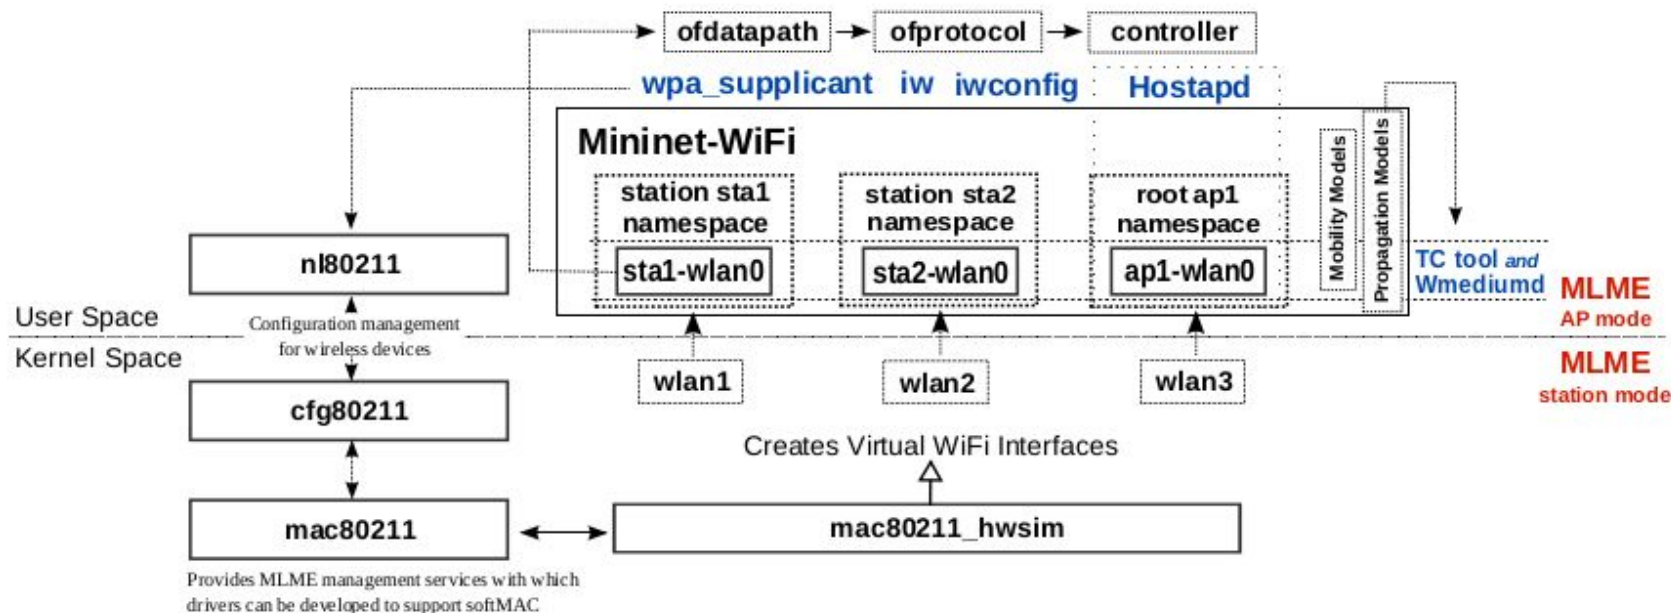 ofdatapath
ofprotocol
controller
wpa_supplicant iw iwconfig Hostapd
Mininet-WiFi
station sta1
namespace
sta1-wlan0
station sta2
namespace
sta2-wlan0
root ap1
namespace
ap1-wlan0
Mobility Models
Propagation Models
TC tool and
Wmediumd
MLME
AP mode
nl80211
User Space
Configuration management
for wireless devices
Kernel Space
MLME
station mode
wlan1
wlan2
wlan3
cfg80211
Creates Virtual WiFi Interfaces
mac80211
mac80211_hwsim
Provides MLME management services with which
drivers can be developed to support softMAC